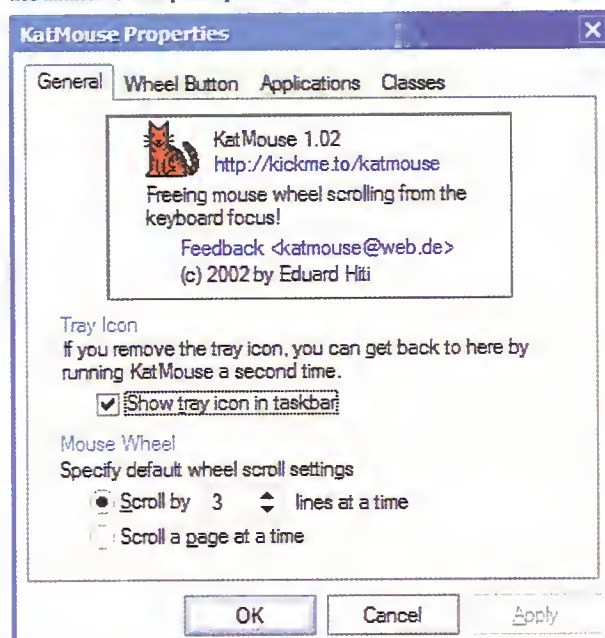 KatMouse Properties
General Wheel Button Applications Classes
KatMouse 1.02
http://kickme.to/katmouse
Freeing mouse wheel scrolling from the
keyboard focus!
Feedback <katmouse@web.de>
(c) 2002 by Eduard Hiti
Tray Icon
If you remove the tray icon, you can get back to here by
running KatMouse a second time.
Show tray icon in taskbar
Mouse Wheel
Specify default wheel scroll settings
Scroll by 3 lines at a time
Scroll a page at a time
OK Cancel Apply